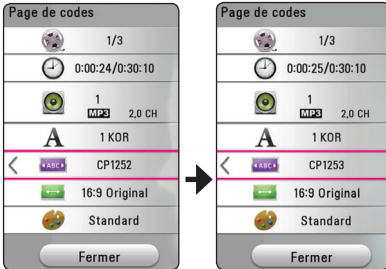 Page de codes
1/3
0:00:24/0:30:10
1
MP3 2,0 CH
A 1 KOR
ABC CP1252
16:9 Original
Standard
Fermer
Page de codes
1/3
0:00:25/0:30:10
1
MP3 2,0 CH
A 1 KOR
ABC CP1253
16:9 Original
Standard
Fermer